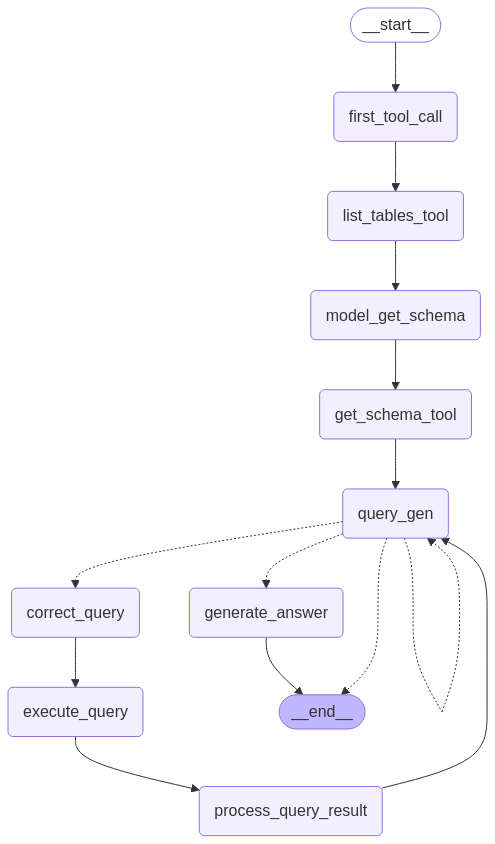 __start__
first_tool_call
list_tables_tool
model_get_schema
get_schema_tool
query_gen
correct_query
generate_answer
execute_query
__end__
process_query_result